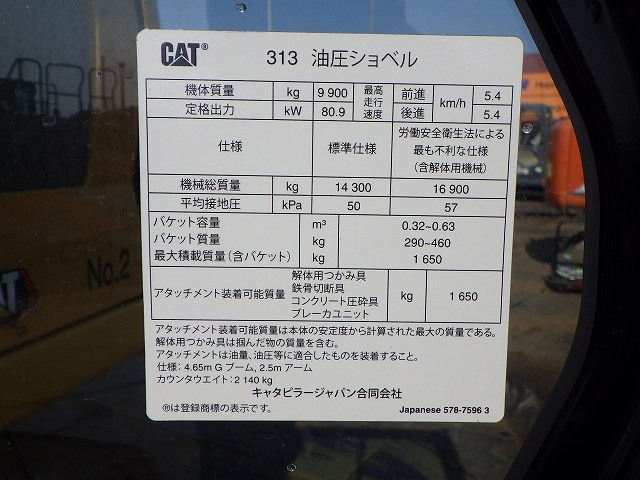 CAT® 313 油圧ショベル
機体質量 kg 9 900 最高走行速度 前進 km/h 5.4
定格出力 kW 80.9 後進 5.4
仕様 標準仕様 労働安全衛生法による
最も不利な仕様
(含解体用機械)
機械総質量 kg 14 300 16 900
平均接地圧 kPa 50 57
バケット容量 m³ 0.32~0.63
バケット質量 kg 290~460
最大積載質量(含バケット) kg 1 650
アタッチメント装着可能質量 解体用つかみ具
鉄骨切断具
コンクリート圧砕具
ブレーカユニット
kg 1 650
アタッチメント装着可能質量は本体の安定度から計算された最大の質量である。
解体用つかみ具は掴んだ物の質量を含む。
アタッチメントは油量、油圧等に適合したものを装着すること。
仕様: 4.65m G ブーム, 2.5m アーム
カウンタウエイト: 2 140 kg
キャタピラージャパン合同会社
®は登録商標の表示です。
Japanese 578-7596 3
No.2
CAT